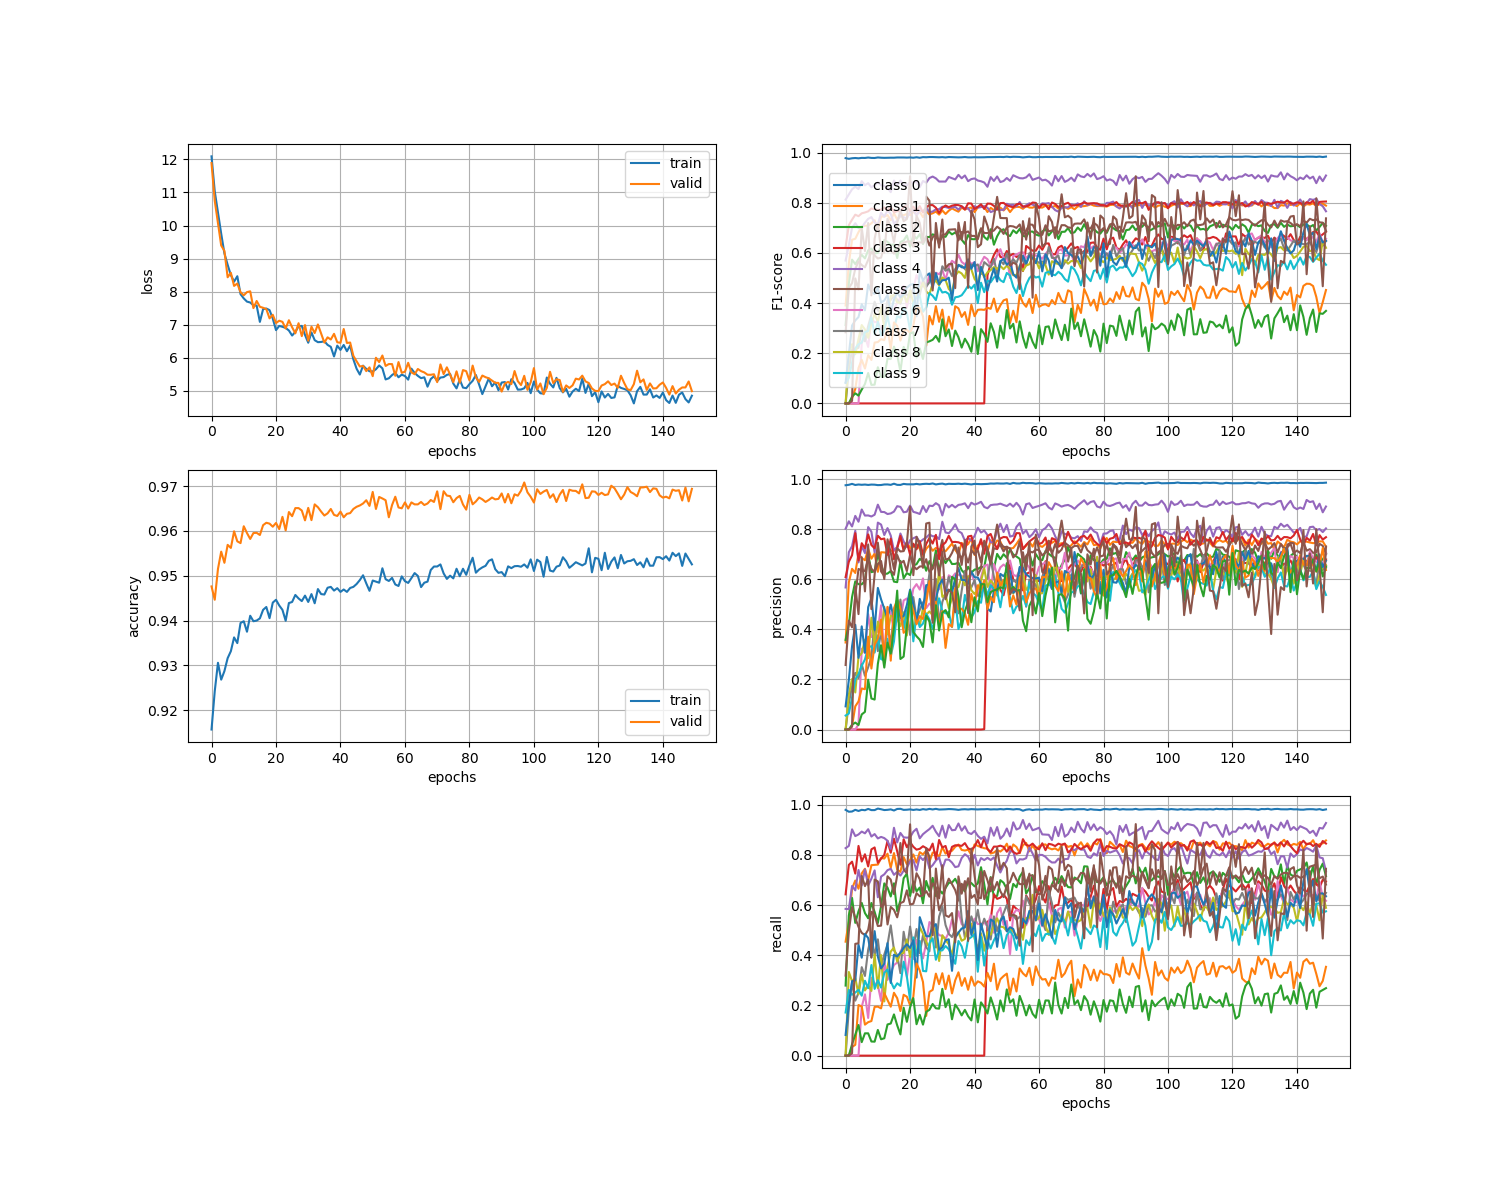 12
11
10
9
8
7
6
5
loss
train
valid
0 20 40 60 80 100 120 140
epochs
1.0
0.8
0.6
0.4
0.2
0.0
F1-score
class 0
class 1
class 2
class 3
class 4
class 5
class 6
class 7
class 8
class 9
0 20 40 60 80 100 120 140
epochs
0.97
0.96
0.95
0.94
0.93
0.92
accuracy
train
valid
0 20 40 60 80 100 120 140
epochs
1.0
0.8
0.6
0.4
0.2
0.0
precision
0 20 40 60 80 100 120 140
epochs
1.0
0.8
0.6
0.4
0.2
0.0
recall
0 20 40 60 80 100 120 140
epochs